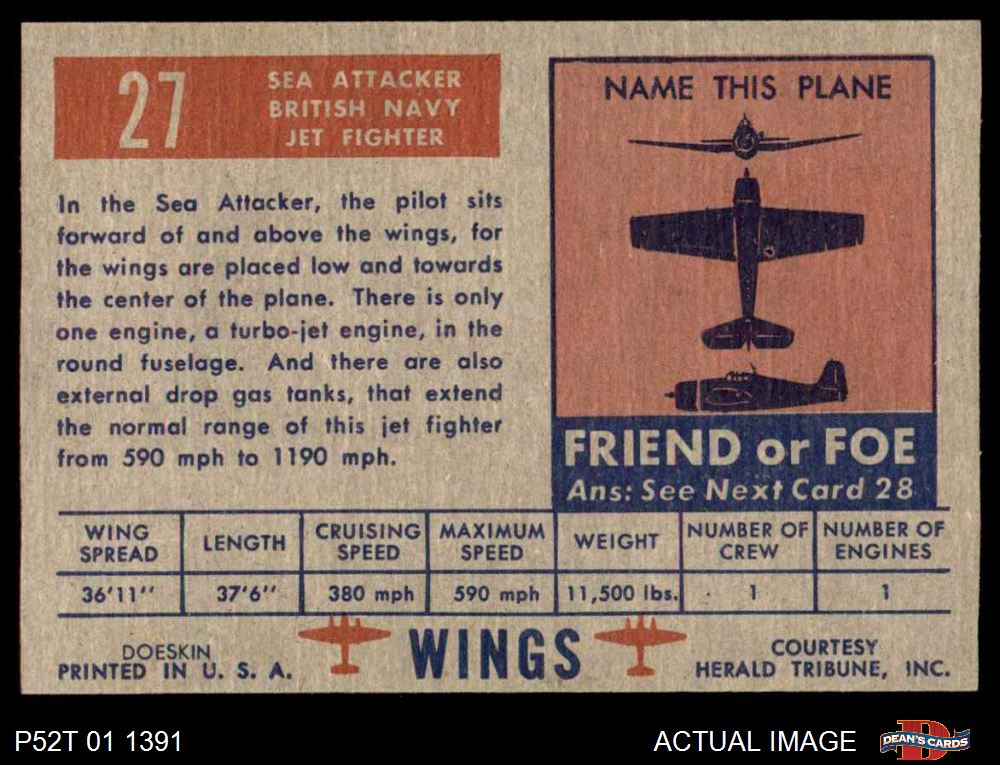 27
SEA ATTACKER
BRITISH NAVY
JET FIGHTER
In the Sea Attacker, the pilot sits
forward of and above the wings, for
the wings are placed low and towards
the center of the plane. There is only
one engine, a turbo-jet engine, in the
round fuselage. And there are also
external drop gas tanks, that extend
the normal range of this jet fighter
from 590 mph to 1190 mph.
NAME THIS PLANE
FRIEND or FOE
Ans: See Next Card 28
WING SPREAD LENGTH CRUISING SPEED MAXIMUM SPEED WEIGHT NUMBER OF CREW NUMBER OF ENGINES
36'11'' 37'6'' 380 mph 590 mph 11,500 lbs. 1 1
DOESKIN
PRINTED IN U. S. A.
WINGS
COURTESY
HERALD TRIBUNE, INC.
P52T 01 1391
ACTUAL IMAGE
DEAN'S CARDS